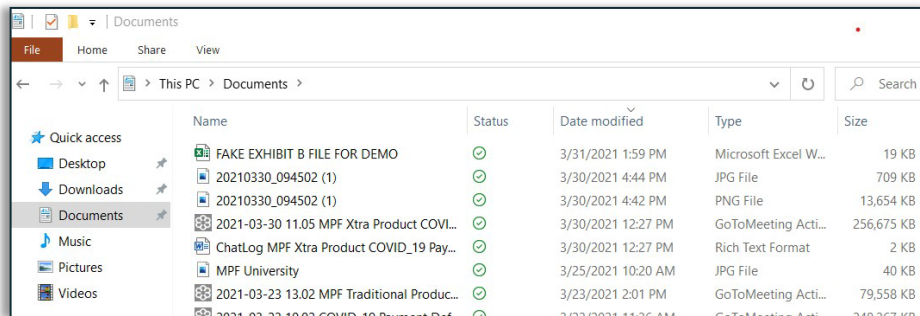 Documents
File Home Share View
This PC > Documents > Search
Name Status Date modified Type Size
Quick access
Desktop
Downloads
Documents
Music
Pictures
Videos
FAKE EXHIBIT B FILE FOR DEMO 3/31/2021 1:59 PM Microsoft Excel W... 19 KB
20210330_094502 (1) 3/30/2021 4:44 PM JPG File 709 KB
20210330_094502 (1) 3/30/2021 4:42 PM PNG File 13,654 KB
2021-03-30 11.05 MPF Xtra Product COVI... 3/30/2021 12:27 PM GoToMeeting Acti... 256,675 KB
ChatLog MPF Xtra Product COVID_19 Pay... 3/30/2021 12:27 PM Rich Text Format 2 KB
MPF University 3/25/2021 10:20 AM JPG File 40 KB
2021-03-23 13.02 MPF Traditional Produc... 3/23/2021 2:01 PM GoToMeeting Acti... 79,558 KB